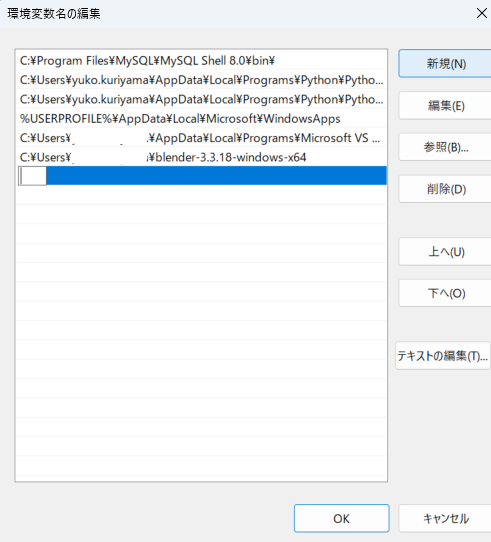 環境変数名の編集
C:¥Program Files¥MySQL¥MySQL Shell 8.0¥bin¥
C:¥Users¥yuko.kuriyama¥AppData¥Local¥Programs¥Python¥Pytho...
C:¥Users¥yuko.kuriyama¥AppData¥Local¥Programs¥Python¥Pytho...
%USERPROFILE%¥AppData¥Local¥Microsoft¥WindowsApps
C:¥Users¥ ¥AppData¥Local¥Programs¥Microsoft VS ...
C:¥Users¥ ¥blender-3.3.18-windows-x64
新規(N)
編集(E)
参照(B)...
削除(D)
上へ(U)
下へ(O)
テキストの編集(T)...
OK
キャンセル